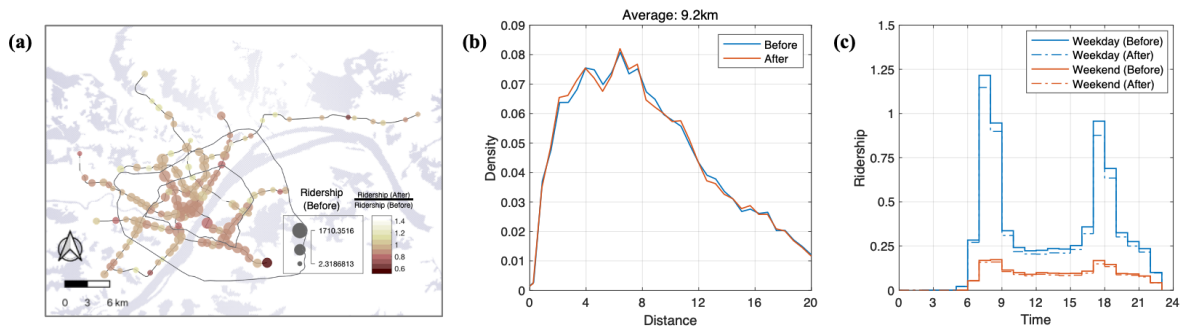 (a)
Ridership
(Before)
Ridership (After)
Ridership (Before)
1710.3516
2.3186813
1.4
1.2
1
0.8
0.6
0 3 6 km
(b)
Average: 9.2km
Before
After
0.09
0.08
0.07
0.06
0.05
0.04
0.03
0.02
0.01
0
Density
0 4 8 12 16 20
Distance
(c)
Weekday (Before)
Weekday (After)
Weekend (Before)
Weekend (After)
1.5
1.25
1
0.75
0.5
0.25
0
Ridership
0 3 6 9 12 15 18 21 24
Time